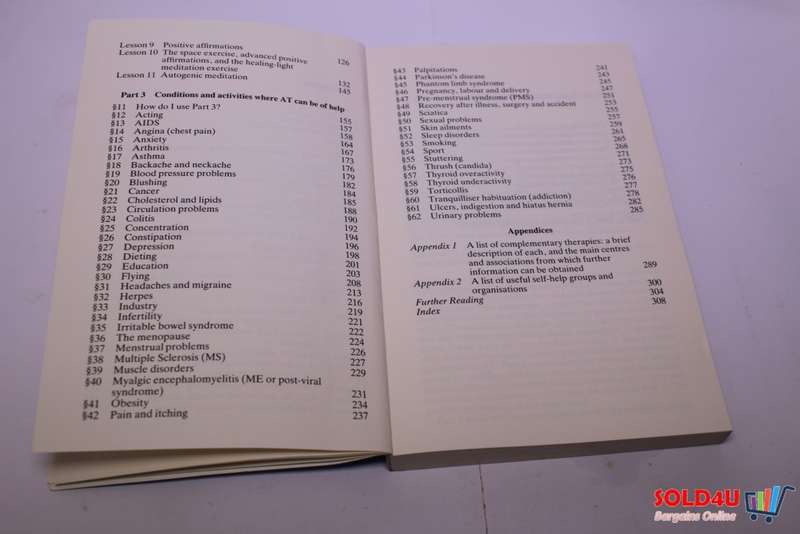 Lesson 9 Positive affirmations 126
Lesson 10 The space exercise, advanced positive
affirmations, and the healing-light
meditation exercise 132
Lesson 11 Autogenic meditation 145
Part 3 Conditions and activities where AT can be of help
§11 How do I use Part 3? 155
§12 Acting 157
§13 AIDS 158
§14 Angina (chest pain) 164
§15 Anxiety 167
§16 Arthritis 173
§17 Asthma 176
§18 Backache and neckache 179
§19 Blood pressure problems 182
§20 Blushing 184
§21 Cancer 185
§22 Cholesterol and lipids 188
§23 Circulation problems 190
§24 Colitis 192
§25 Concentration 194
§26 Constipation 196
§27 Depression 198
§28 Dieting 201
§29 Education 203
§30 Flying 208
§31 Headaches and migraine 213
§32 Herpes 216
§33 Industry 219
§34 Infertility 221
§35 Irritable bowel syndrome 222
§36 The menopause 224
§37 Menstrual problems 226
§38 Multiple Sclerosis (MS) 227
§39 Muscle disorders 229
§40 Myalgic encephalomyelitis (ME or post-viral
syndrome) 231
§41 Obesity 234
§42 Pain and itching 237
§43 Palpitations 241
§44 Parkinson's disease 243
§45 Phantom limb syndrome 245
§46 Pregnancy, labour and delivery 247
§47 Pre-menstrual syndrome (PMS) 251
§48 Recovery after illness, surgery and accident 253
§49 Sciatica 255
§50 Sexual problems 257
§51 Skin ailments 259
§52 Sleep disorders 261
§53 Smoking 265
§54 Sport 268
§55 Stuttering 271
§56 Thrush (candida) 273
§57 Thyroid overactivity 275
§58 Thyroid underactivity 276
§59 Torticollis 277
§60 Tranquilliser habituation (addiction) 278
§61 Ulcers, indigestion and hiatus hernia 282
§62 Urinary problems 285
Appendices
Appendix 1 A list of complementary therapies: a brief
description of each, and the main centres
and associations from which further
information can be obtained 289
Appendix 2 A list of useful self-help groups and
organisations 300
Further Reading 304
Index 308
SOLD4U
Bargains Online